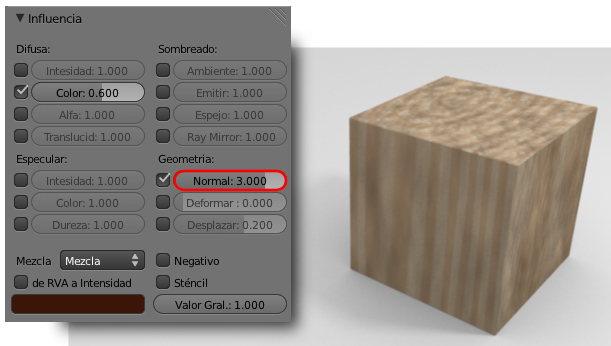 Influencia
Difusa:
Intesidad: 1.000
Color: 0.600
Alfa: 1.000
Translucid: 1.000
Sombreado:
Ambiente: 1.000
Emitir: 1.000
Espejo: 1.000
Ray Mirror: 1.000
Especular:
Intesidad: 1.000
Color: 1.000
Dureza: 1.000
Geometria:
Normal: 3.000
Deformar : 0.000
Desplazar: 0.200
Mezcla Mezcla
de RVA a Intensidad
Negativo
Sténcil
Valor Gral.: 1.000